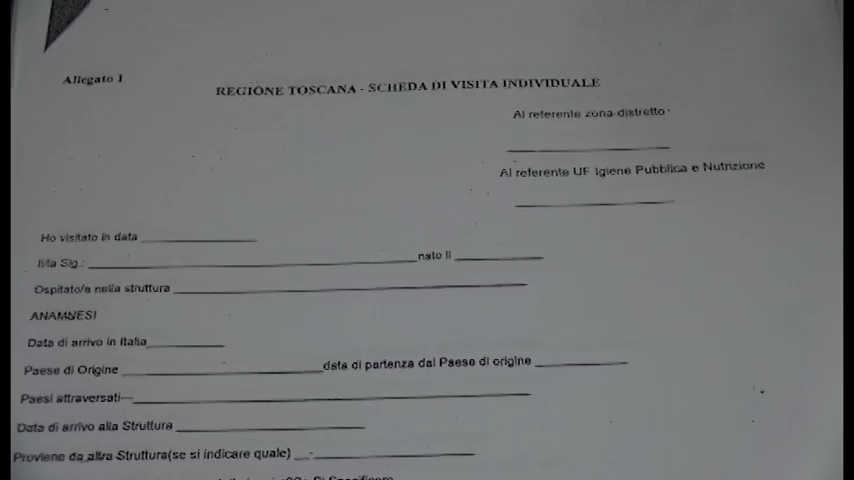 Allegato 1
REGIONE TOSCANA - SCHEDA DI VISITA INDIVIDUALE
Al referente zona-distretto
Al referente UF Igiene Pubblica e Nutrizione
Ho visitato in data
Il/la Sig.: nato il
Ospitato/a nella struttura
ANAMNESI
Data di arrivo in Italia
Paese di Origine data di partenza dal Paese di origine
Paesi attraversati
Data di arrivo alla Struttura
Proviene da altra Struttura(se si indicare quale)